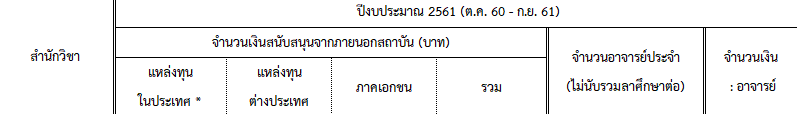 ปีงบประมาณ 2561 (ต.ค. 60 - ก.ย. 61)
สำนักวิชา
จำนวนเงินสนับสนุนจากภายนอกสถาบัน (บาท)
แหล่งทุน
ในประเทศ *
แหล่งทุน
ต่างประเทศ
ภาคเอกชน
รวม
จำนวนอาจารย์ประจำ
(ไม่นับรวมลาศึกษาต่อ)
จำนวนเงิน
: อาจารย์